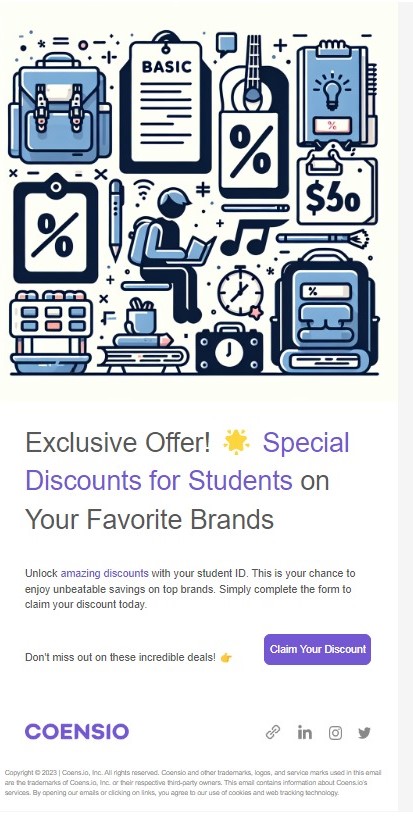 BASIC
%
%
$50
%
%
Exclusive Offer! 🌟 Special
Discounts for Students on
Your Favorite Brands
Unlock amazing discounts with your student ID. This is your chance to
enjoy unbeatable savings on top brands. Simply complete the form to
claim your discount today.
Don't miss out on these incredible deals! 👉
Claim Your Discount
COENSIO
Copyright © 2023 | Coens.io, Inc. All rights reserved. Coensio and other trademarks, logos, and service marks used in this email
are the trademarks of Coens.io, Inc. or their respective third-party owners. This email contains information about Coens.io's
services. By opening our emails or clicking on links, you agree to our use of cookies and web tracking technology.